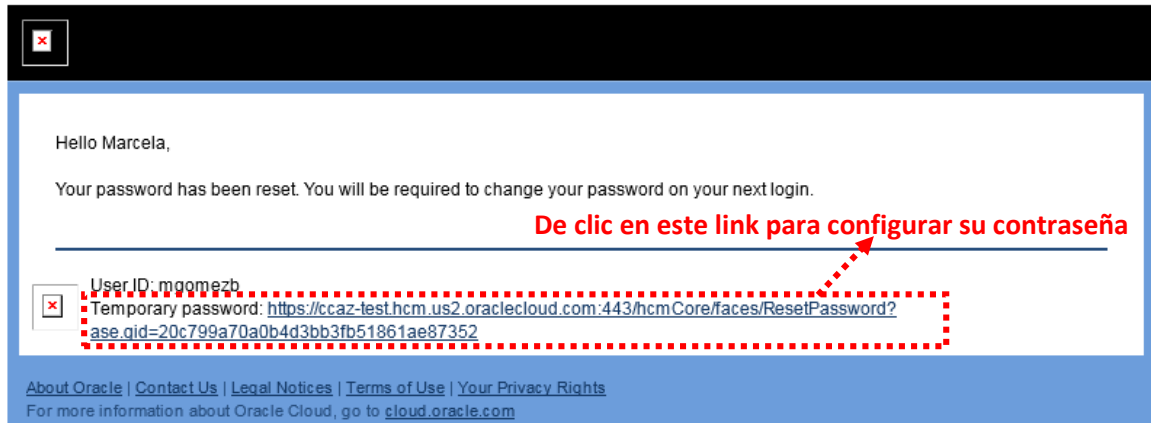 Hello Marcela,
Your password has been reset. You will be required to change your password on your next login.
De clic en este link para configurar su contraseña
User ID: mgomezb
Temporary password: https://ccaz-test.hcm.us2.oraclecloud.com:443/hcmCore/faces/ResetPassword?
ase.gid=20c799a70a0b4d3bb3fb51861ae87352
About Oracle | Contact Us | Legal Notices | Terms of Use | Your Privacy Rights
For more information about Oracle Cloud, go to cloud.oracle.com